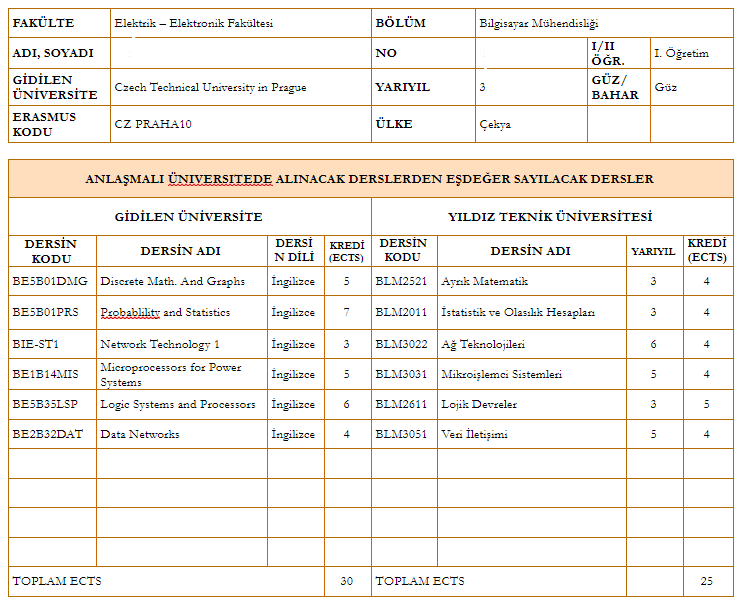 FAKÜLTE Elektrik – Elektronik Fakültesi BÖLÜM Bilgisayar Mühendisliği
ADI, SOYADI NO I/II ÖĞR. I. Öğretim
GİDİLEN ÜNİVERSİTE Czech Technical University in Prague YARIYIL 3 GÜZ/ BAHAR Güz
ERASMUS KODU CZ PRAHA10 ÜLKE Çekya
ANLAŞMALI ÜNIVERSITEDE ALINACAK DERSLERDEN EŞDEĞER SAYILACAK DERSLER
GİDİLEN ÜNİVERSİTE YILDIZ TEKNİK ÜNİVERSİTESİ
DERSİN KODU DERSİN ADI DERSİ N DİLİ KREDİ (ECTS) DERSİN KODU DERSİN ADI YARIYIL KREDİ (ECTS)
BE5B01DMG Discrete Math. And Graphs İngilizce 5 BLM2521 Ayrık Matematik 3 4
BE5B01PRS Probablility and Statistics İngilizce 7 BLM2011 İstatistik ve Olasılık Hesapları 3 4
BIE-ST1 Network Technology 1 İngilizce 3 BLM3022 Ağ Teknolojileri 6 4
BE1B14MIS Microprocessors for Power Systems İngilizce 5 BLM3031 Mikroişlemci Sistemleri 5 4
BE5B35LSP Logic Systems and Processors İngilizce 6 BLM2611 Lojik Devreler 3 5
BE2B32DAT Data Networks İngilizce 4 BLM3051 Veri İletişimi 5 4
TOPLAM ECTS 30 TOPLAM ECTS 25